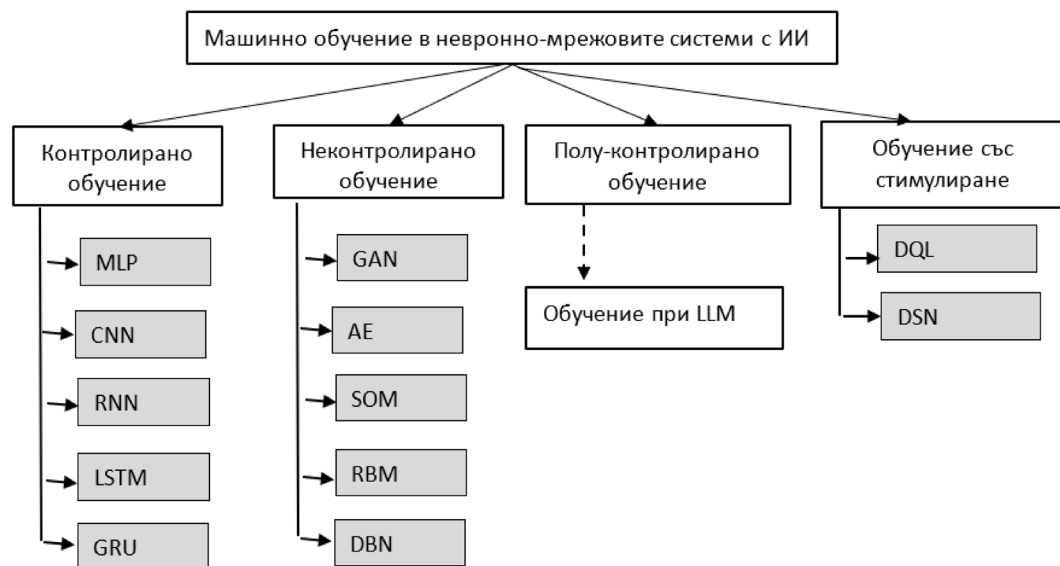 Машинно обучение в невронно-мрежовите системи с ИИ
Контролирано
обучение
Неконтролирано
обучение
Полу-контролирано
обучение
Обучение със
стимулиране
MLP
CNN
RNN
LSTM
GRU
GAN
AE
SOM
RBM
DBN
Обучение при LLM
DQL
DSN